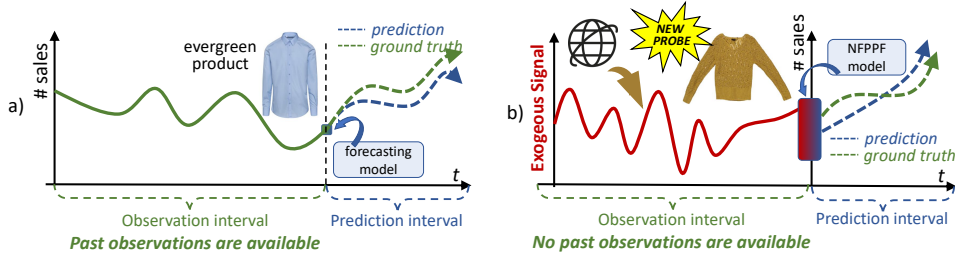 a)
# sales
evergreen
product
prediction
ground truth
forecasting
model
t
Observation interval
Prediction interval
Past observations are available
b)
Exogeous Signal
NEW
PROBE
# sales
NFPPF
model
prediction
ground truth
t
Observation interval
Prediction interval
No past observations are available